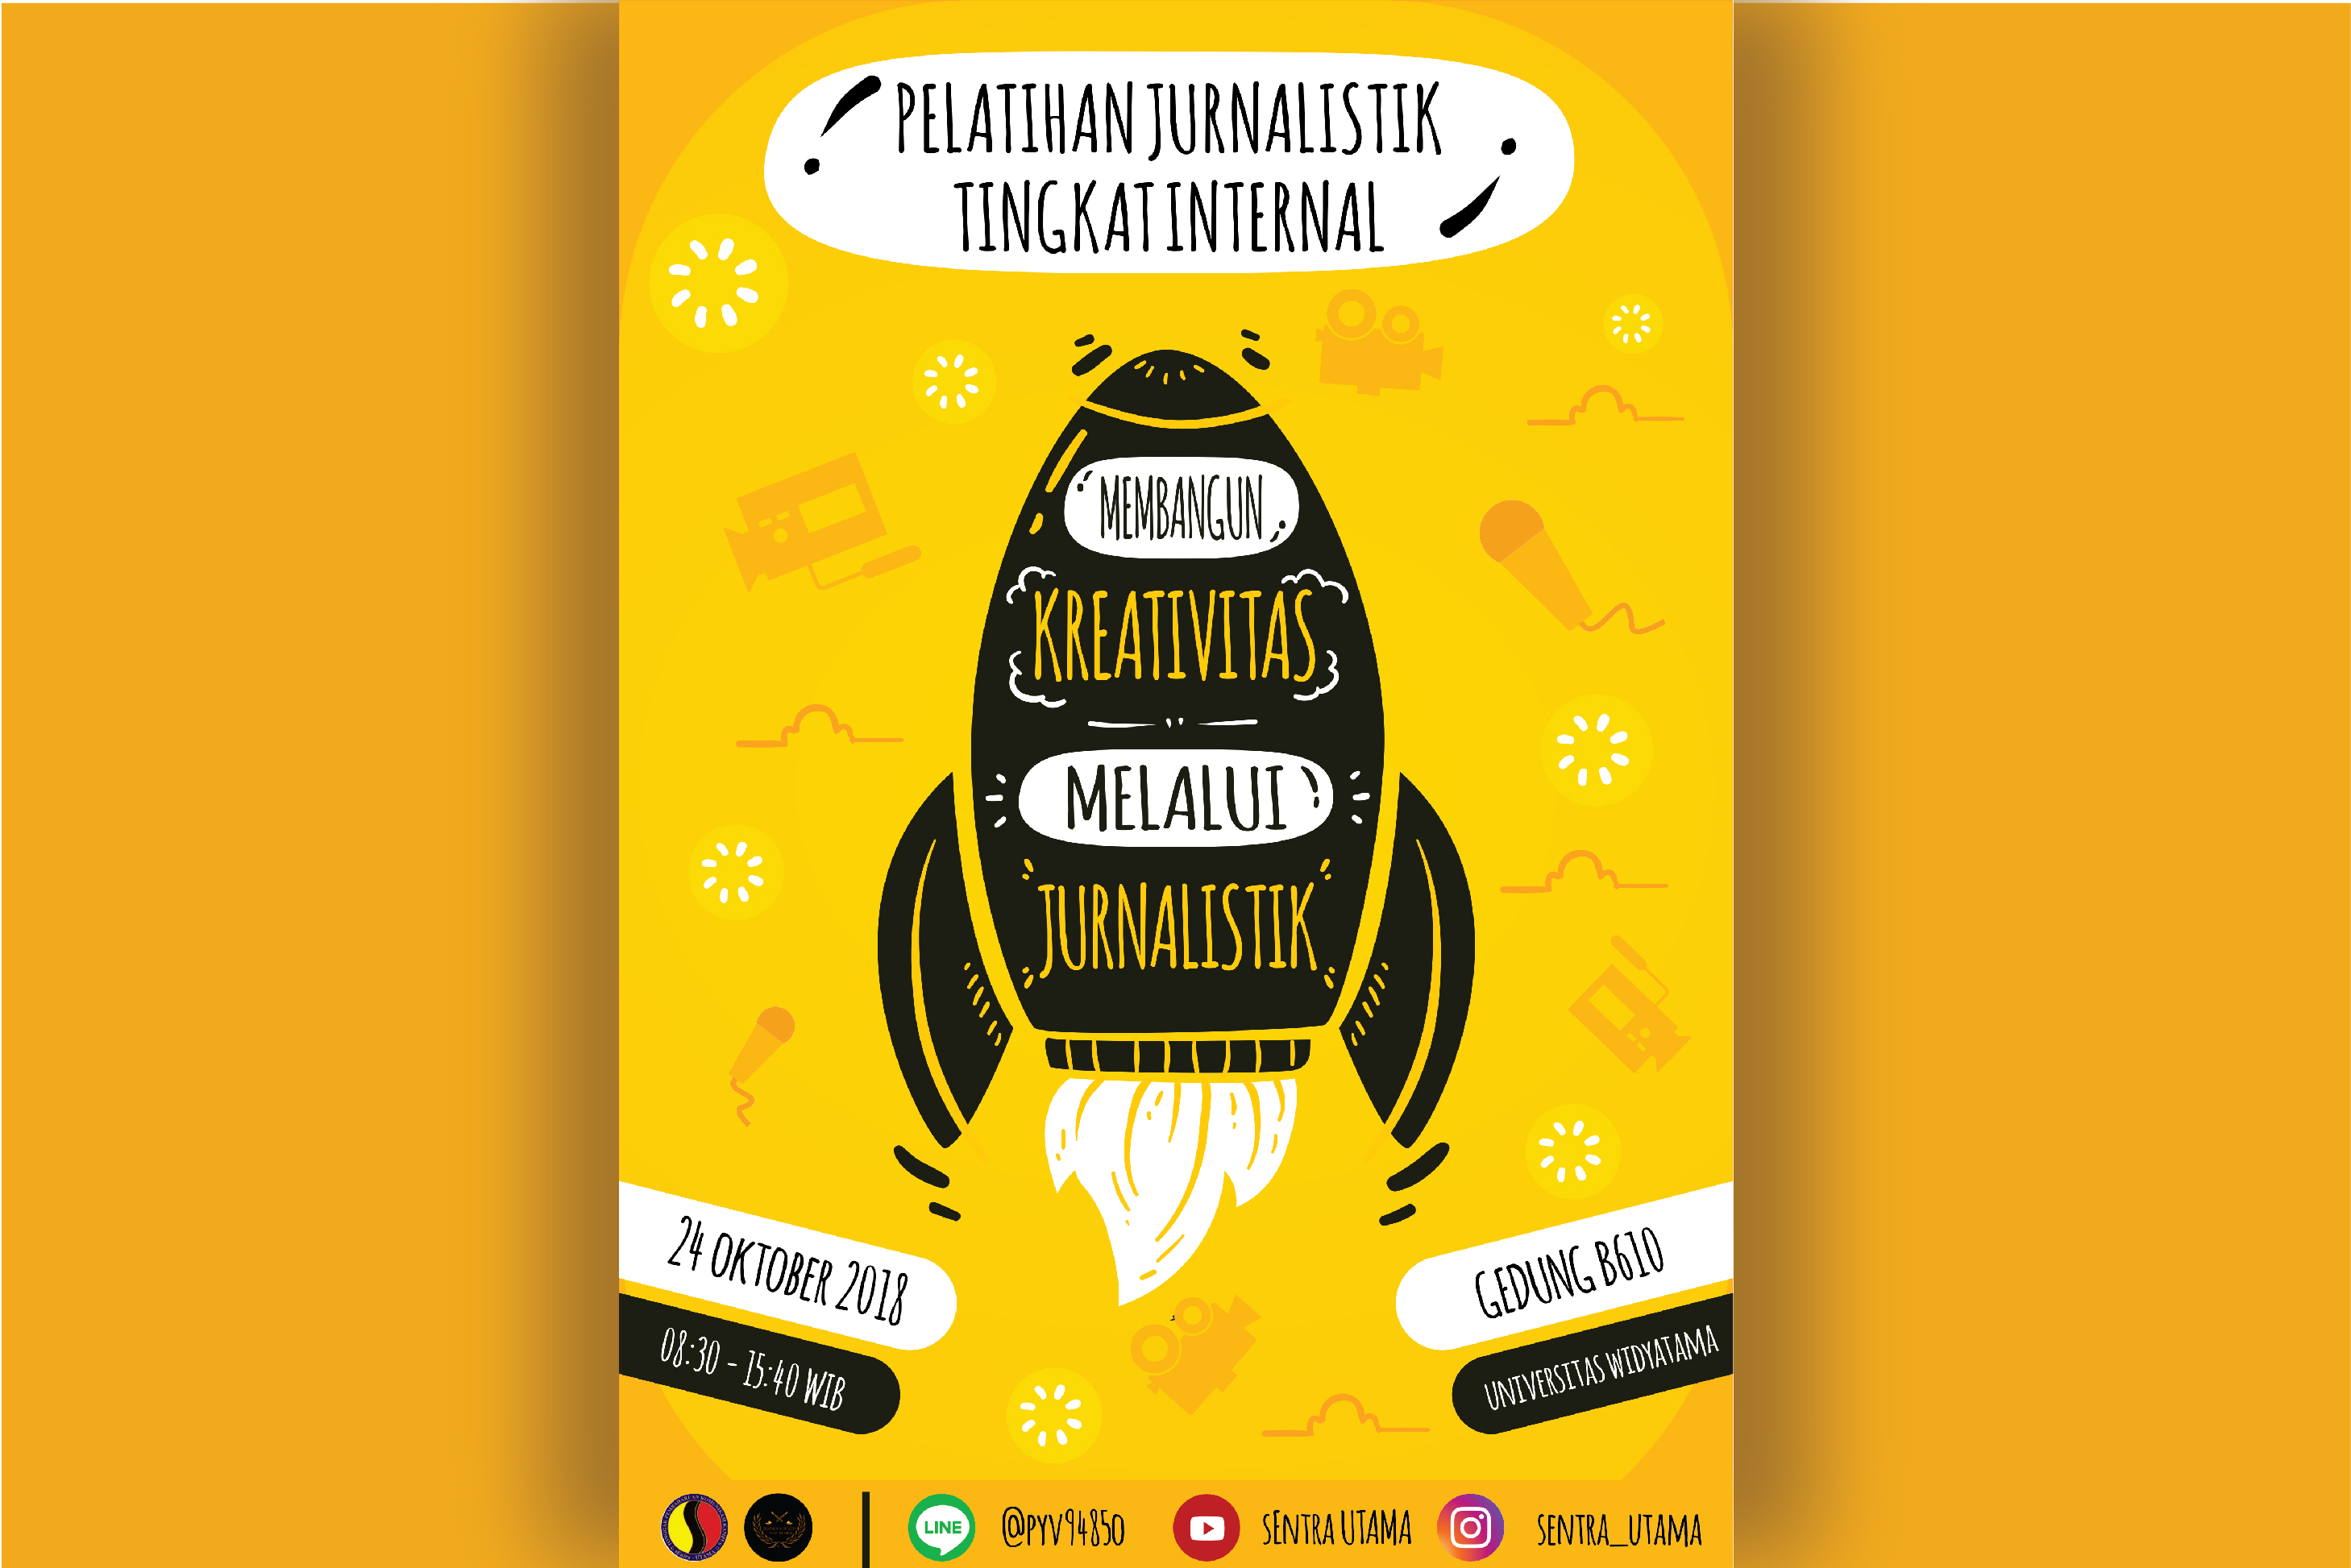 PELATIHAN JURNALISTIK
TINGKAT INTERNAL
MEMBANGUN
KREATIVITAS
MELALUI
JURNALISTIK
24 OKTOBER 2018
08:30 - 15:40 WIB
GEDUNG B610
UNIVERSITAS WIDYATAMA
LINE
@PYV94850
SENTRA UTAMA
SENTRA_UTAMA